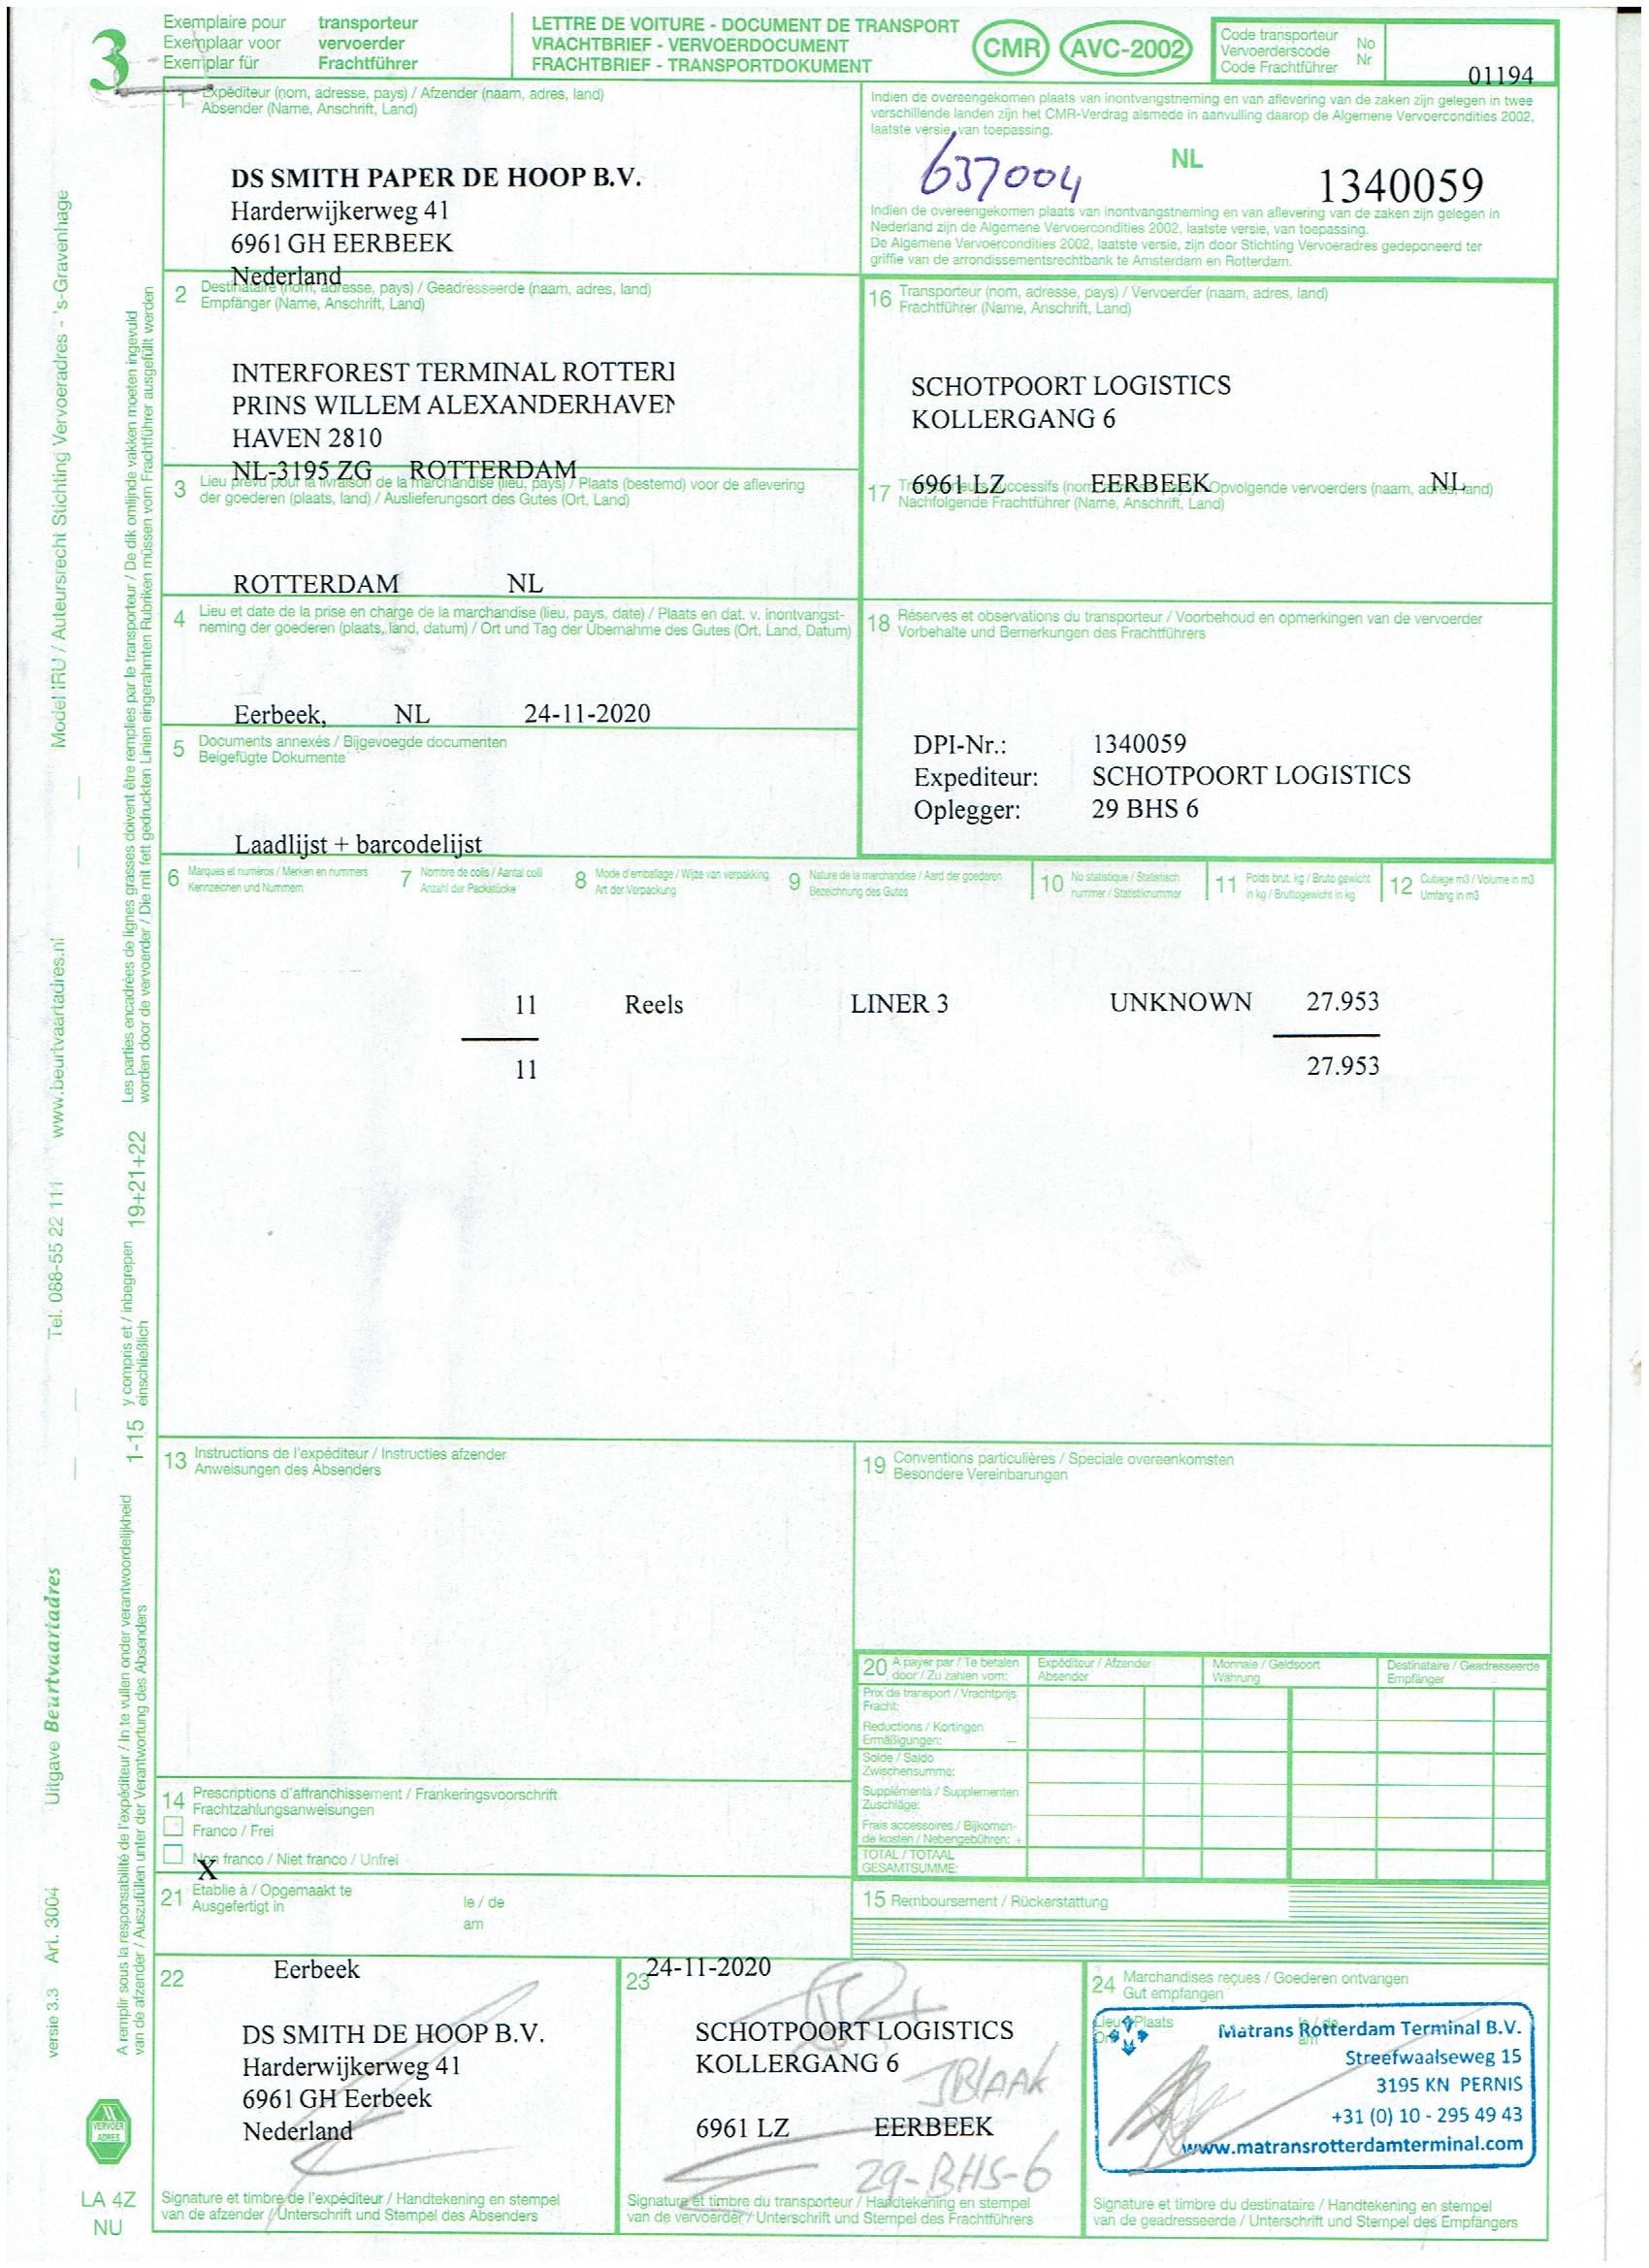 3
Exemplaire pour transporteur
Exemplaar voor vervoerder
Exemplar für Frachtführer
LETTRE DE VOITURE - DOCUMENT DE TRANSPORT
VRACHTBRIEF - VERVOERDOCUMENT
FRACHTBRIEF - TRANSPORTDOKUMENT
CMR
AVC-2002
Code transporteur
Vervoerderscode
Code Frachtführer
No
Nr
01194
1 Expéditeur (nom, adresse, pays) / Afzender (naam, adres, land)
Absender (Name, Anschrift, Land)
DS SMITH PAPER DE HOOP B.V.
Harderwijkerweg 41
6961 GH EERBEEK
Nederland
Indien de overeengekomen plaats van inontvangstneming en van aflevering van de zaken zijn gelegen in twee
verschillende landen zijn het CMR-Verdrag alsmede in aanvulling daarop de Algemene Vervoercondities 2002,
laatste versie, van toepassing.
637004
NL
1340059
Indien de overeengekomen plaats van inontvangstneming en van aflevering van de zaken zijn gelegen in
Nederland zijn de Algemene Vervoercondities 2002, laatste versie, van toepassing.
De Algemene Vervoercondities 2002, laatste versie, zijn door Stichting Vervoeradres gedeponeerd ter
griffie van de arrondissementsrechtbank te Amsterdam en Rotterdam.
2 Destinataire (nom, adresse, pays) / Geadresseerde (naam, adres, land)
Empfänger (Name, Anschrift, Land)
INTERFOREST TERMINAL ROTTERI
PRINS WILLEM ALEXANDERHAVEN
HAVEN 2810
NL-3195 ZG ROTTERDAM
16 Transporteur (nom, adresse, pays) / Vervoerder (naam, adres, land)
Frachtführer (Name, Anschrift, Land)
SCHOTPOORT LOGISTICS
KOLLERGANG 6
6961 LZ EERBEEK NL
3 Lieu prévu pour la livraison de la marchandise (lieu, pays) / Plaats (bestemd) voor de aflevering
der goederen (plaats, land) / Auslieferungsort des Gutes (Ort, Land)
ROTTERDAM NL
17 Opvolgende vervoerders (naam, adres, land)
Nachfolgende Frachtführer (Name, Anschrift, Land)
4 Lieu et date de la prise en charge de la marchandise (lieu, pays, date) / Plaats en dat. v. inontvangst-
neming der goederen (plaats, land, datum) / Ort und Tag der Übernahme des Gutes (Ort, Land, Datum)
Eerbeek, NL 24-11-2020
18 Réserves et observations du transporteur / Voorbehoud en opmerkingen van de vervoerder
Vorbehalte und Bemerkungen des Frachtführers
DPI-Nr.: 1340059
Expediteur: SCHOTPOORT LOGISTICS
Oplegger: 29 BHS 6
5 Documents annexés / Bijgevoegde documenten
Beigefügte Dokumente
Laadlijst + barcodelijst
6 Marques et numéros / Merken en nummers
Kennzeichen und Nummern
7 Nombre de colis / Aantal colli
Anzahl der Packstücke
8 Mode d'emballage / Wijze van verpakking
Art der Verpackung
9 Nature de la marchandise / Aard der goederen
Bezeichnung des Gutes
10 No statistique / Statistisch
nummer / Statistiknummer
11 Poids brut. kg / Bruto gewicht
in kg / Bruttogewicht in kg
12 Cubage m3 / Volume in m3
Umfang in m3
11 Reels LINER 3 UNKNOWN 27.953
11 27.953
13 Instructions de l'expéditeur / Instructies afzender
Anweisungen des Absenders
19 Conventions particulières / Speciale overeenkomsten
Besondere Vereinbarungen
20 A payer par / Te betalen
door / Zu zahlen vom:
Expéditeur / Afzender
Absender
Monnaie / Geldsoort
Währung
Destinataire / Geadresseerde
Empfänger
Prix de transport / Vrachtprijs
Fracht:
Reductions / Kortingen
Ermäßigungen: −
Solde / Saldo
Zwischensumme:
Suppléments / Supplementen
Zuschläge:
Frais accessoires / Bijkomen-
de kosten / Nebengebühren: +
TOTAL / TOTAAL
GESAMTSUMME:
14 Prescriptions d'affranchissement / Frankeringsvoorschrift
Frachtzahlungsanweisungen
Franco / Frei
Non franco / Niet franco / Unfrei
X
21 Etablie à / Opgemaakt te
Ausgefertigt in
le / de
am
15 Remboursement / Rückerstattung
Eerbeek 24-11-2020
22
DS SMITH DE HOOP B.V.
Harderwijkerweg 41
6961 GH Eerbeek
Nederland
Signature et timbre de l'expéditeur / Handtekening en stempel
van de afzender / Unterschrift und Stempel des Absenders
23
SCHOTPOORT LOGISTICS
KOLLERGANG 6
JBLAAK
6961 LZ EERBEEK
29-BHS-6
Signature et timbre du transporteur / Handtekening en stempel
van de vervoerder / Unterschrift und Stempel des Frachtführers
24 Marchandises reçues / Goederen ontvangen
Gut empfangen
Lieu / Plaats
Matrans Rotterdam Terminal B.V.
Streefwaalseweg 15
3195 KN PERNIS
+31 (0) 10 - 295 49 43
www.matransrotterdamterminal.com
Signature et timbre du destinataire / Handtekening en stempel
van de geadresseerde / Unterschrift und Stempel des Empfängers
Model IRU / Auteursrecht Stichting Vervoeradres - 's-Gravenhage
www.beurtvaartadres.nl
Tel. 088-55 22 111
Uitgave Beurtvaartadres
Art. 3004
versie 3.3
Les parties encadrées de lignes grasses doivent être remplies par le transporteur / De dik omlijnde vakken moeten ingevuld
worden door de vervoerder / Die mit fett gedruckten Linien eingerahmten Rubriken müssen vom Frachtführer ausgefüllt werden
19+21+22
y compris et / inbegrepen
einschließlich
1-15
A remplir sous la responsabilité de l'expéditeur / In te vullen onder verantwoordelijkheid
van de afzender / Auszufüllen unter der Verantwortung des Absenders
VERVOER
ADRES
LA 4Z
NU